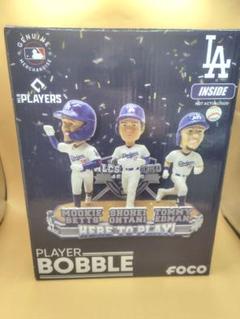 GENUINE
MERCHANDISE
PLAYERS
LA
INSIDE
MOOKIE
BETTS
SHOHEI
OHTANI
TOMMY
EDMAN
HERE TO PLAY!
PLAYER
BOBBLE
FOCO